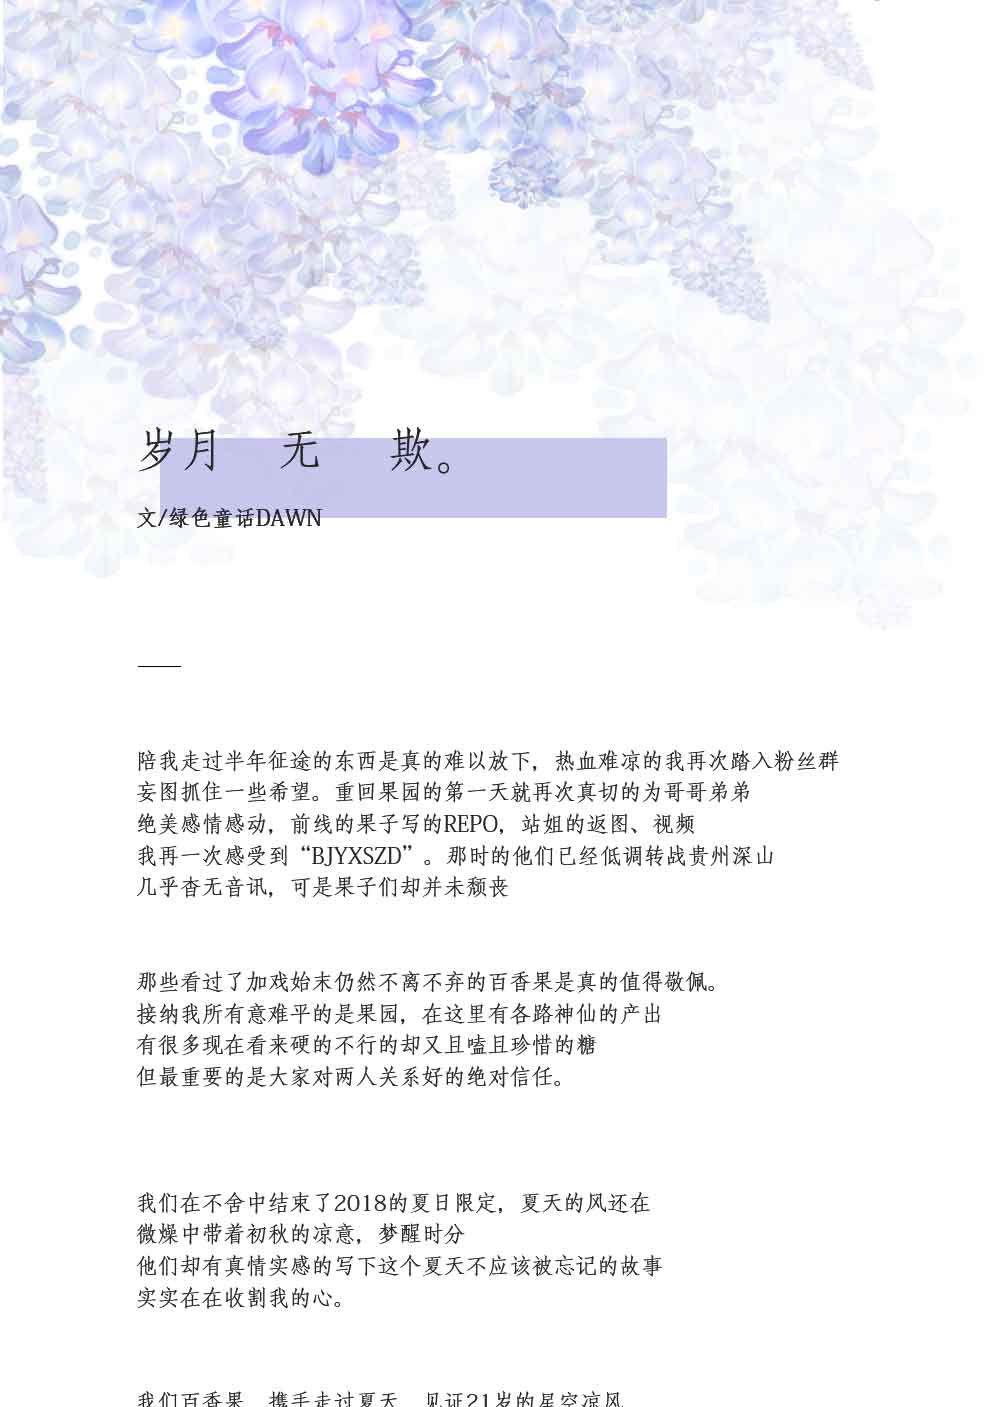 岁月 无 欺。
文/绿色童话DAWN
陪我走过半年征途的东西是真的难以放下，热血难凉的我再次踏入粉丝群
妄图抓住一些希望。重回果园的第一天就再次真切的为哥哥弟弟
绝美感情感动，前线的果子写的REPO，站姐的返图、视频
我再一次感受到“BJYXSZD”。那时的他们已经低调转战贵州深山
几乎杳无音讯，可是果子们却并未颓丧
那些看过了加戏始末仍然不离不弃的百香果是真的值得敬佩。
接纳我所有意难平的是果园，在这里有各路神仙的产出
有很多现在看来硬的不行的却又且嗑且珍惜的糖
但最重要的是大家对两人关系好的绝对信任。
我们在不舍中结束了2018的夏日限定，夏天的风还在
微燥中带着初秋的凉意，梦醒时分
他们却有真情实感的写下这个夏天不应该被忘记的故事
实实在在收割我的心。
我们百香果，携手走过夏天，见证21岁的星空凉风